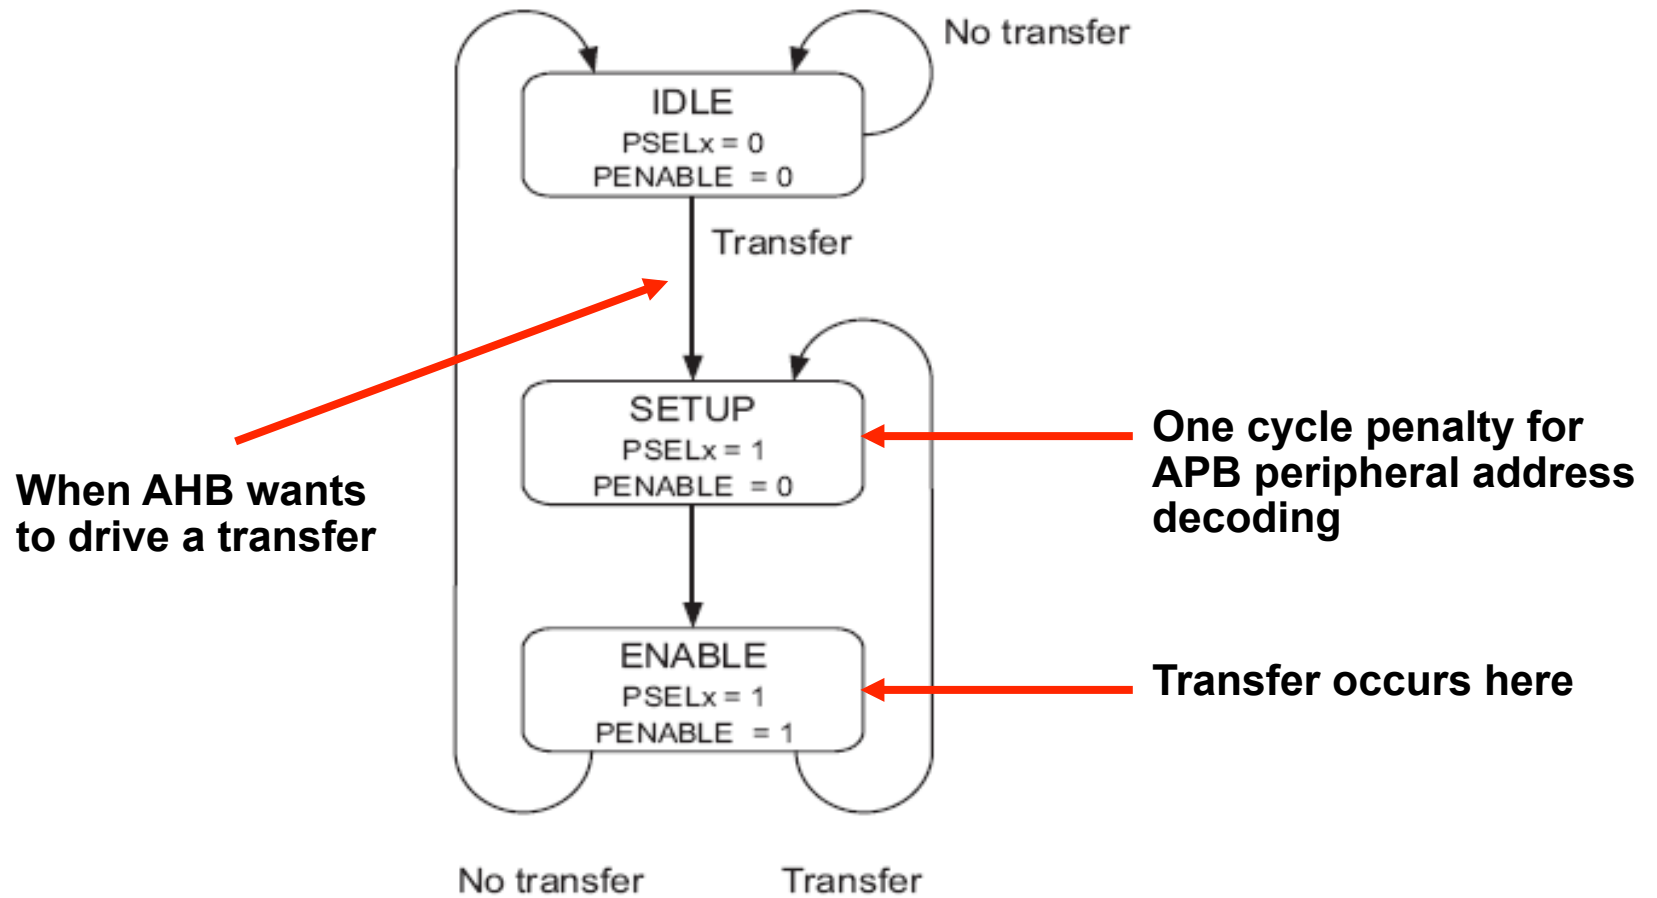 No transfer
IDLE
PSELx = 0
PENABLE = 0
Transfer
SETUP
PSELx = 1
PENABLE = 0
When AHB wants
to drive a transfer
One cycle penalty for
APB peripheral address
decoding
ENABLE
PSELx = 1
PENABLE = 1
Transfer occurs here
No transfer
Transfer